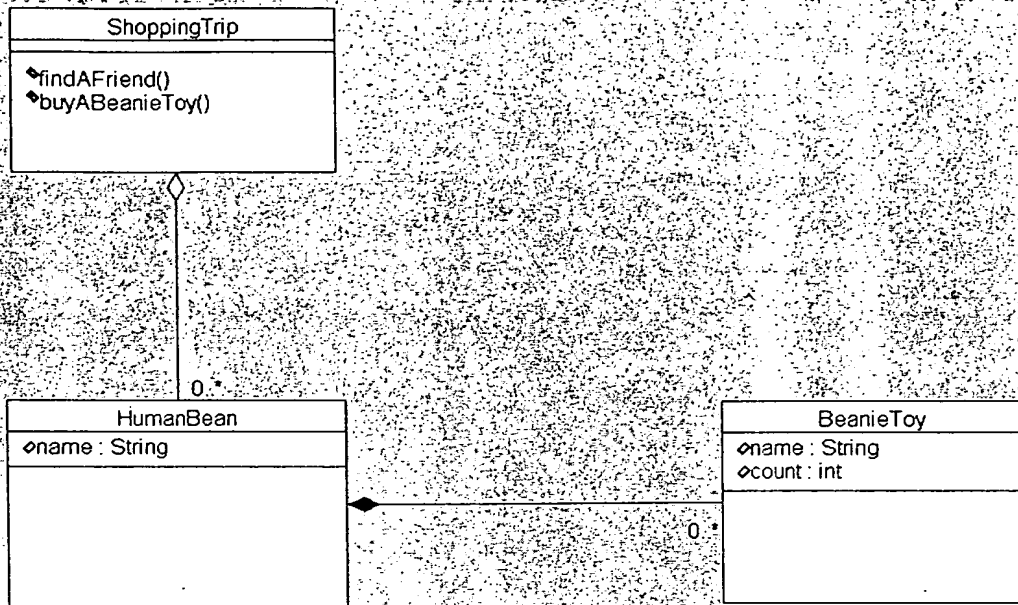 ShoppingTrip
findAFriend()
buyABeanieToy()
0..*
HumanBean
name : String
BeanieToy
name : String
count : int
0..*